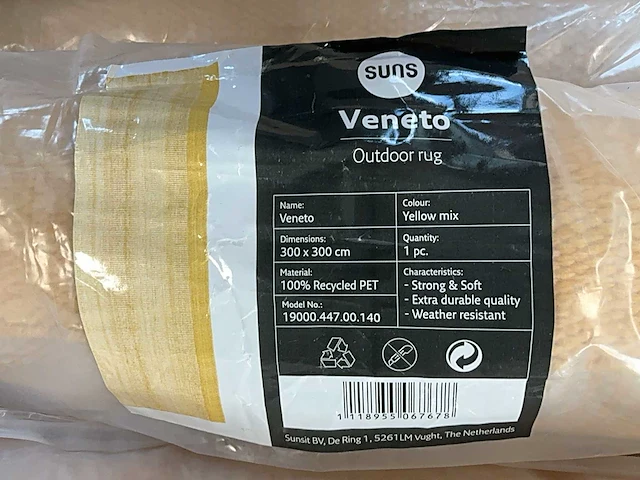 suns
Veneto
Outdoor rug
Name:
Veneto
Colour:
Yellow mix
Dimensions:
300 x 300 cm
Quantity:
1 pc.
Material:
100% Recycled PET
Characteristics:
- Strong & Soft
- Extra durable quality
- Weather resistant
Model No.:
19000.447.00.140
1 118955 067678
Sunsit BV, De Ring 1, 5261LM Vught, The Netherlands